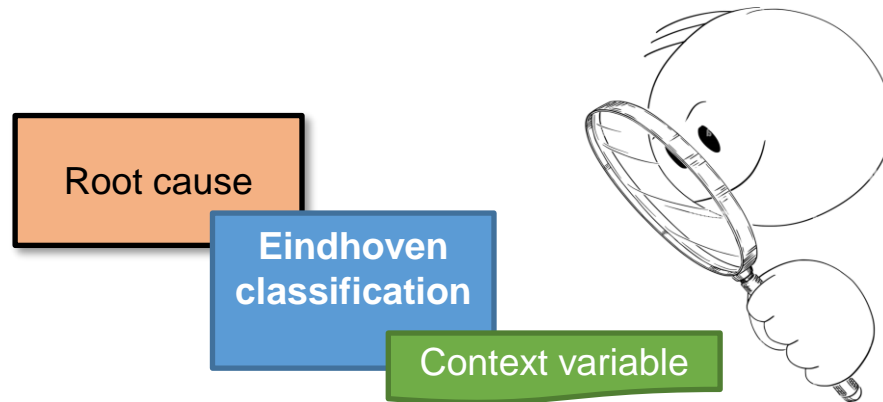 Root cause
Eindhoven
classification
Context variable